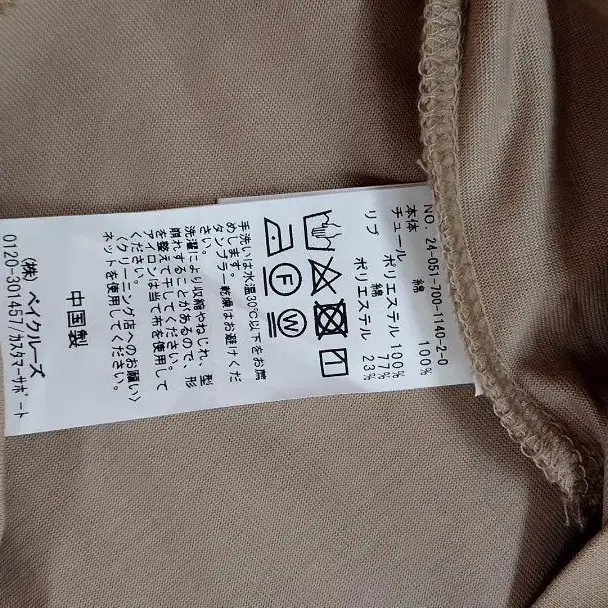 NO. 24-051-700-1140-2-0
本体 綿 100%
チュール ポリエステル 100%
リブ 綿 77%
ポリエステル 23%
F W
手洗いは水温30℃以下をお薦
めします。
タンブラー乾燥はお避けくだ
さい。
洗濯により収縮やねじれ、型
崩れすることがあるので、形
を整えて干してください。
アイロンは当て布を使用して
ください。
〈クリーニング店へのお願い〉
ネットを使用してください。
中国製
(株) ベイクルーズ
0120-301457/カスタマーサポート